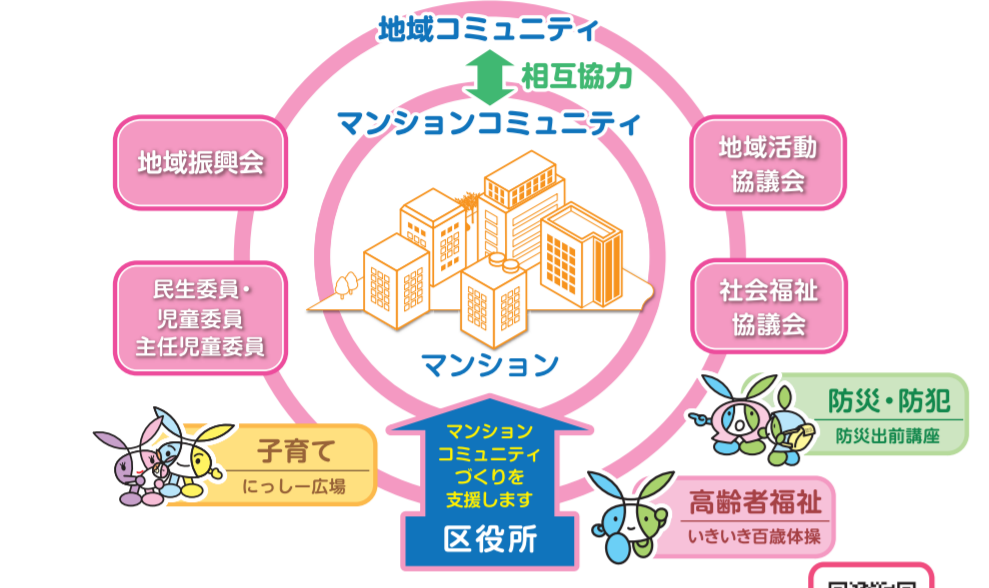 地域コミュニティ
相互協力
マンションコミュニティ
地域振興会
地域活動
協議会
民生委員・
児童委員
主任児童委員
社会福祉
協議会
マンション
マンション
コミュニティ
づくりを
支援します
区役所
子育て
にっしー広場
防災・防犯
防災出前講座
高齢者福祉
いきいき百歳体操